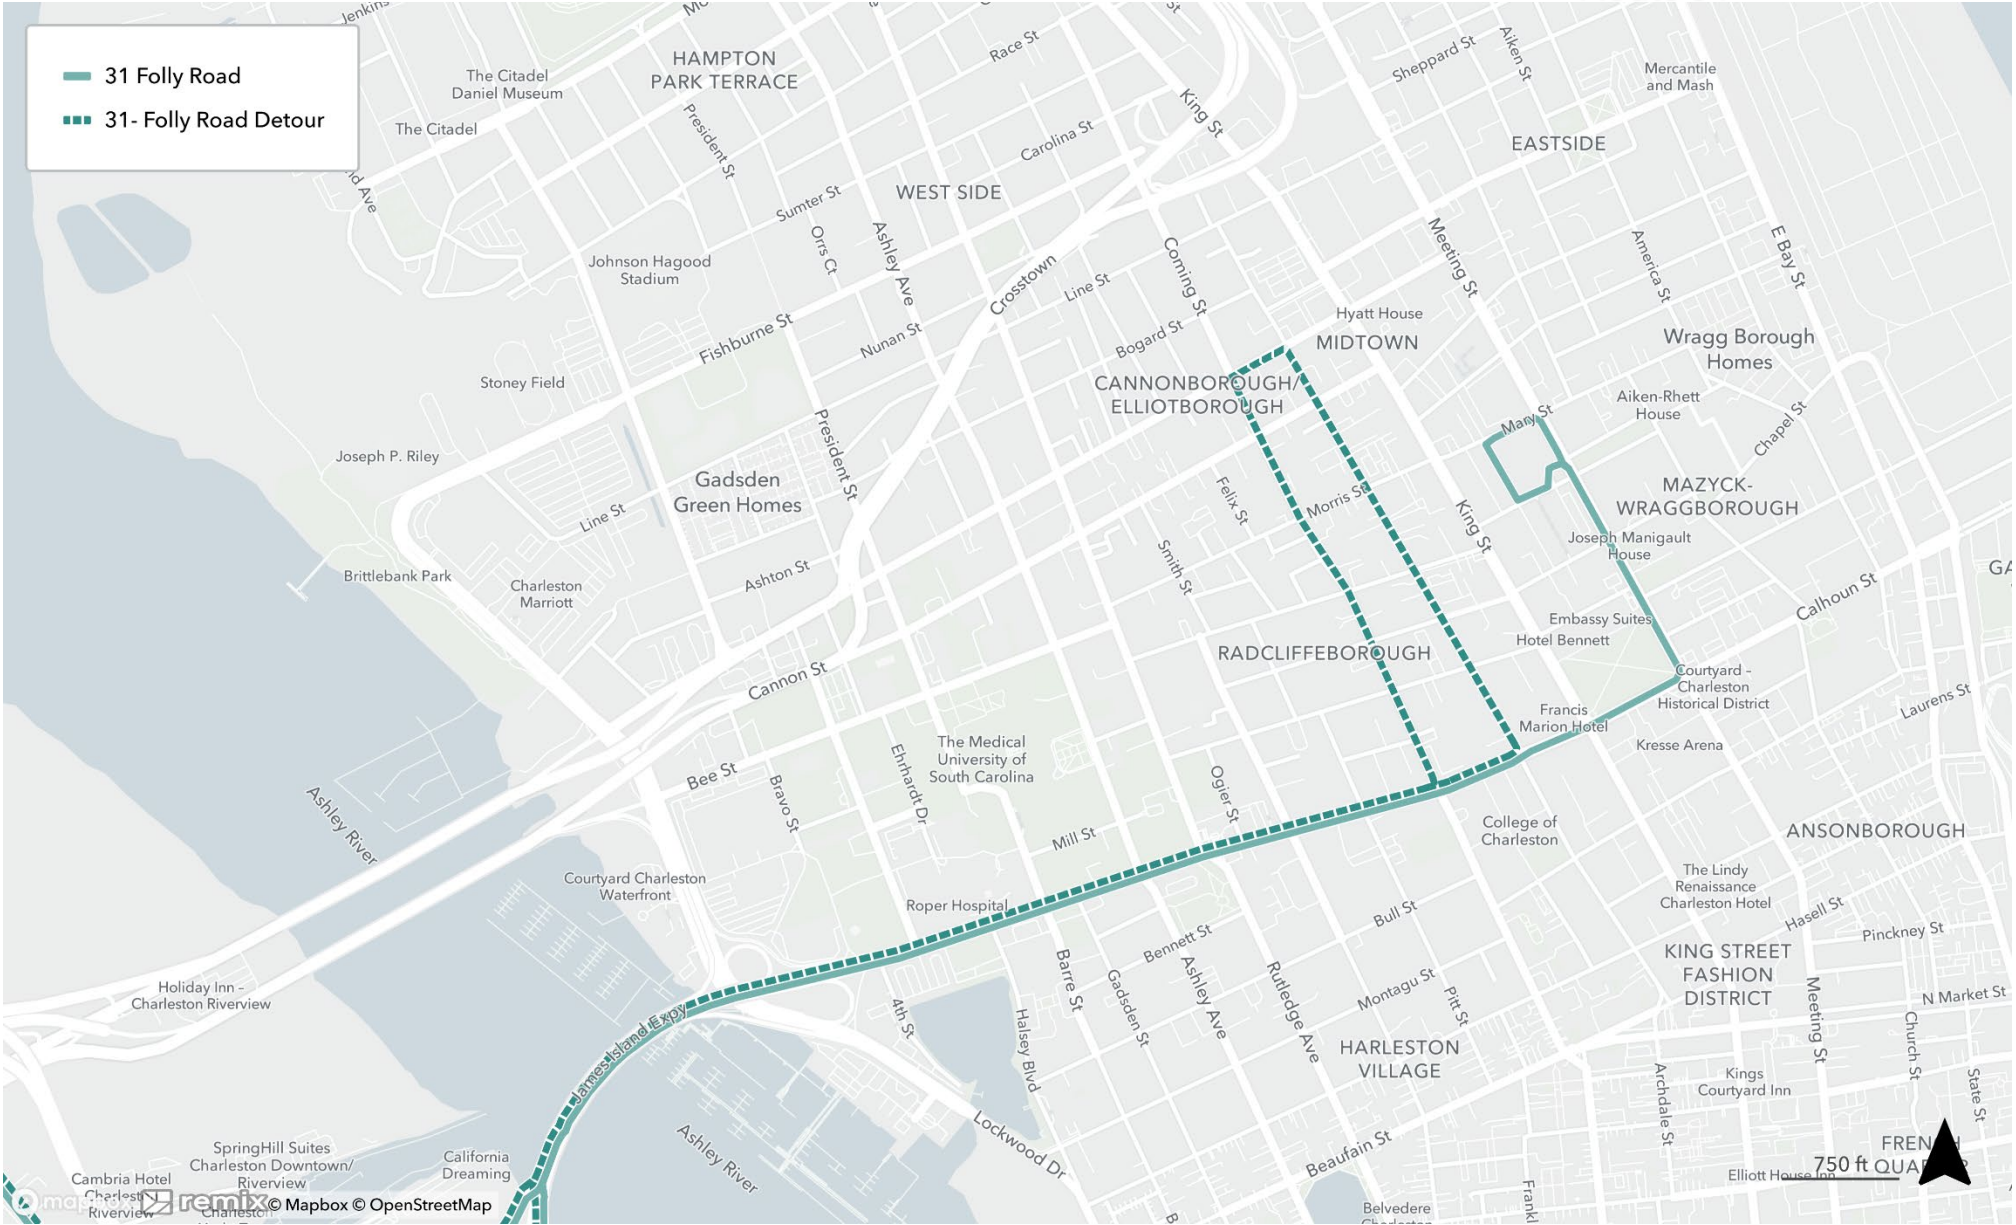 31 Folly Road
31- Folly Road Detour
Jenkins
HAMPTON
PARK TERRACE
Race St
St
Sheppard St
Aiken St
Mercantile
and Mash
The Citadel
Daniel Museum
The Citadel
President St
King St
Carolina St
EASTSIDE
WEST SIDE
Sumter St
Orrs Ct
Ashley Ave
Johnson Hagood
Stadium
Crosstown
Line St
Coming St
Meeting St
America St
E Bay St
Fishburne St
Nunan St
Bogard St
Hyatt House
MIDTOWN
Wragg Borough
Homes
Stoney Field
CANNONBOROUGH/
ELLIOTBOROUGH
Mary St
Aiken-Rhett
House
Chapel St
President St
Joseph P. Riley
Gadsden
Green Homes
Line St
Felix St
Morris St
King St
MAZYCK-
WRAGGBOROUGH
Joseph Manigault
House
Brittlebank Park
Charleston
Marriott
Ashton St
Smith St
Calhoun St
GA
Embassy Suites
Hotel Bennett
RADCLIFFEBOROUGH
Cannon St
Courtyard –
Charleston
Historical District
Laurens St
Francis
Marion Hotel
Kresse Arena
The Medical
University of
South Carolina
Bee St
Bravo St
Ehrhardt Dr
Ogier St
Ashley River
Mill St
College of
Charleston
ANSONBOROUGH
Courtyard Charleston
Waterfront
Roper Hospital
The Lindy
Renaissance
Charleston Hotel
Bull St
Hasell St
Pinckney St
Bennett St
KING STREET
FASHION
DISTRICT
Holiday Inn –
Charleston Riverview
Barre St
Gadsden St
Ashley Ave
Rutledge Ave
Montagu St
Pitt St
Meeting St
N Market St
4th St
Halsey Blvd
James Island Expy
HARLESTON
VILLAGE
Kings
Courtyard Inn
Archdale St
Church St
State St
Lockwood Dr
Ashley River
Beaufain St
SpringHill Suites
Charleston Downtown/
Riverview
California
Dreaming
Cambria Hotel
Charleston
Riverview
Elliott House Inn
750 ft
Belvedere
mapbox
remix
© Mapbox © OpenStreetMap